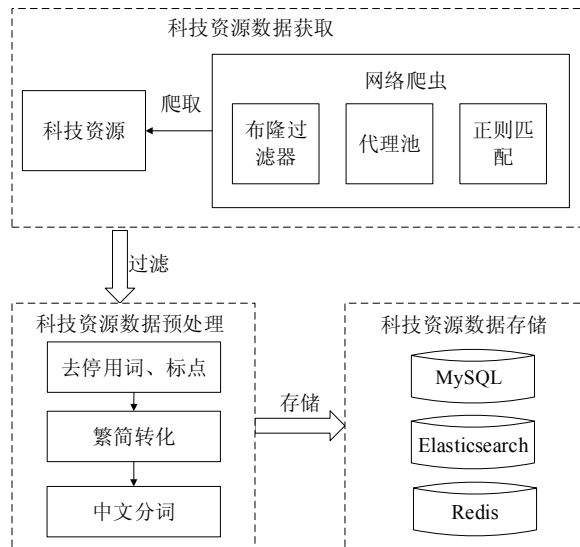 科技资源数据获取
网络爬虫
爬取
科技资源
布隆过
滤器
代理池
正则匹
配
过滤
科技资源数据预处理
去停用词、标点
繁简转化
中文分词
存储
科技资源数据存储
MySQL
Elasticsearch
Redis